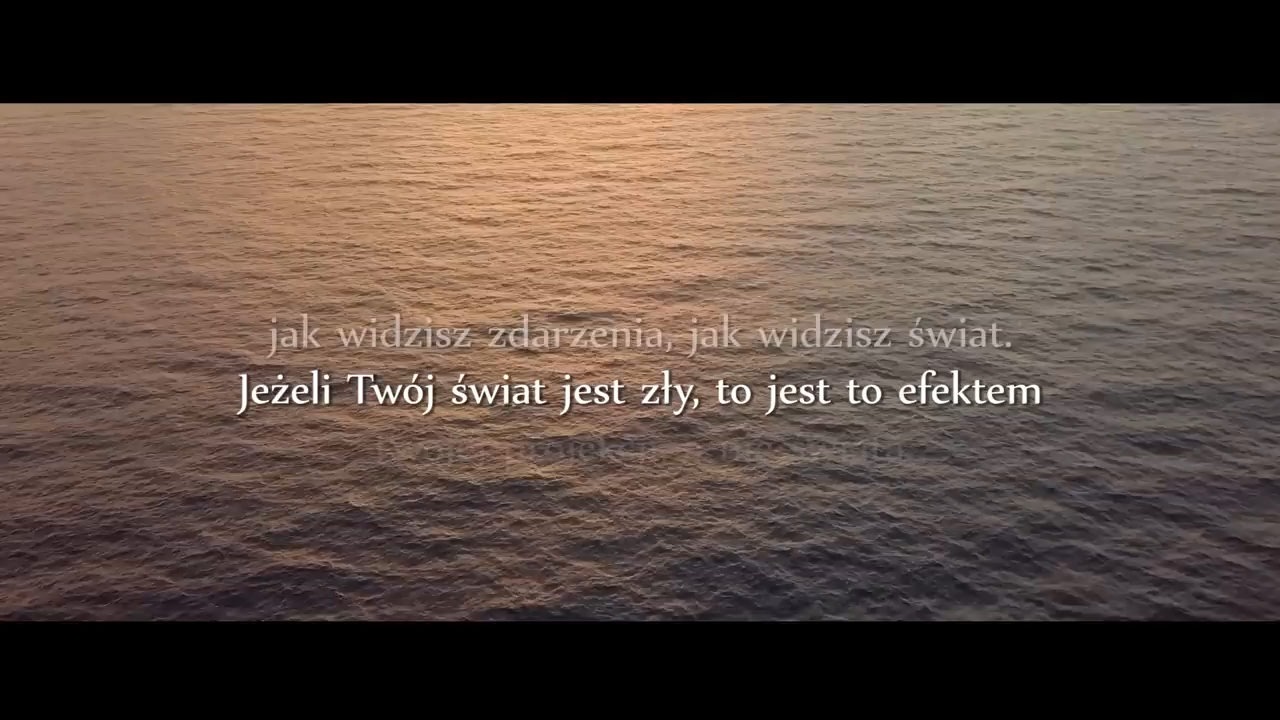 jak widzisz zdarzenia, jak widzisz świat.
Jeżeli Twój świat jest zły, to jest to efektem